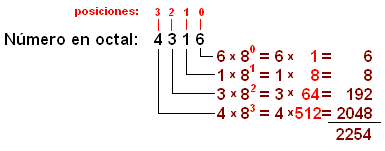 posiciones: 3 2 1 0
Número en octal: 4 3 1 6
6 x 8⁰ = 6 x 1 = 6
1 x 8¹ = 1 x 8 = 8
3 x 8² = 3 x 64 = 192
4 x 8³ = 4 x 512 = 2048
2254